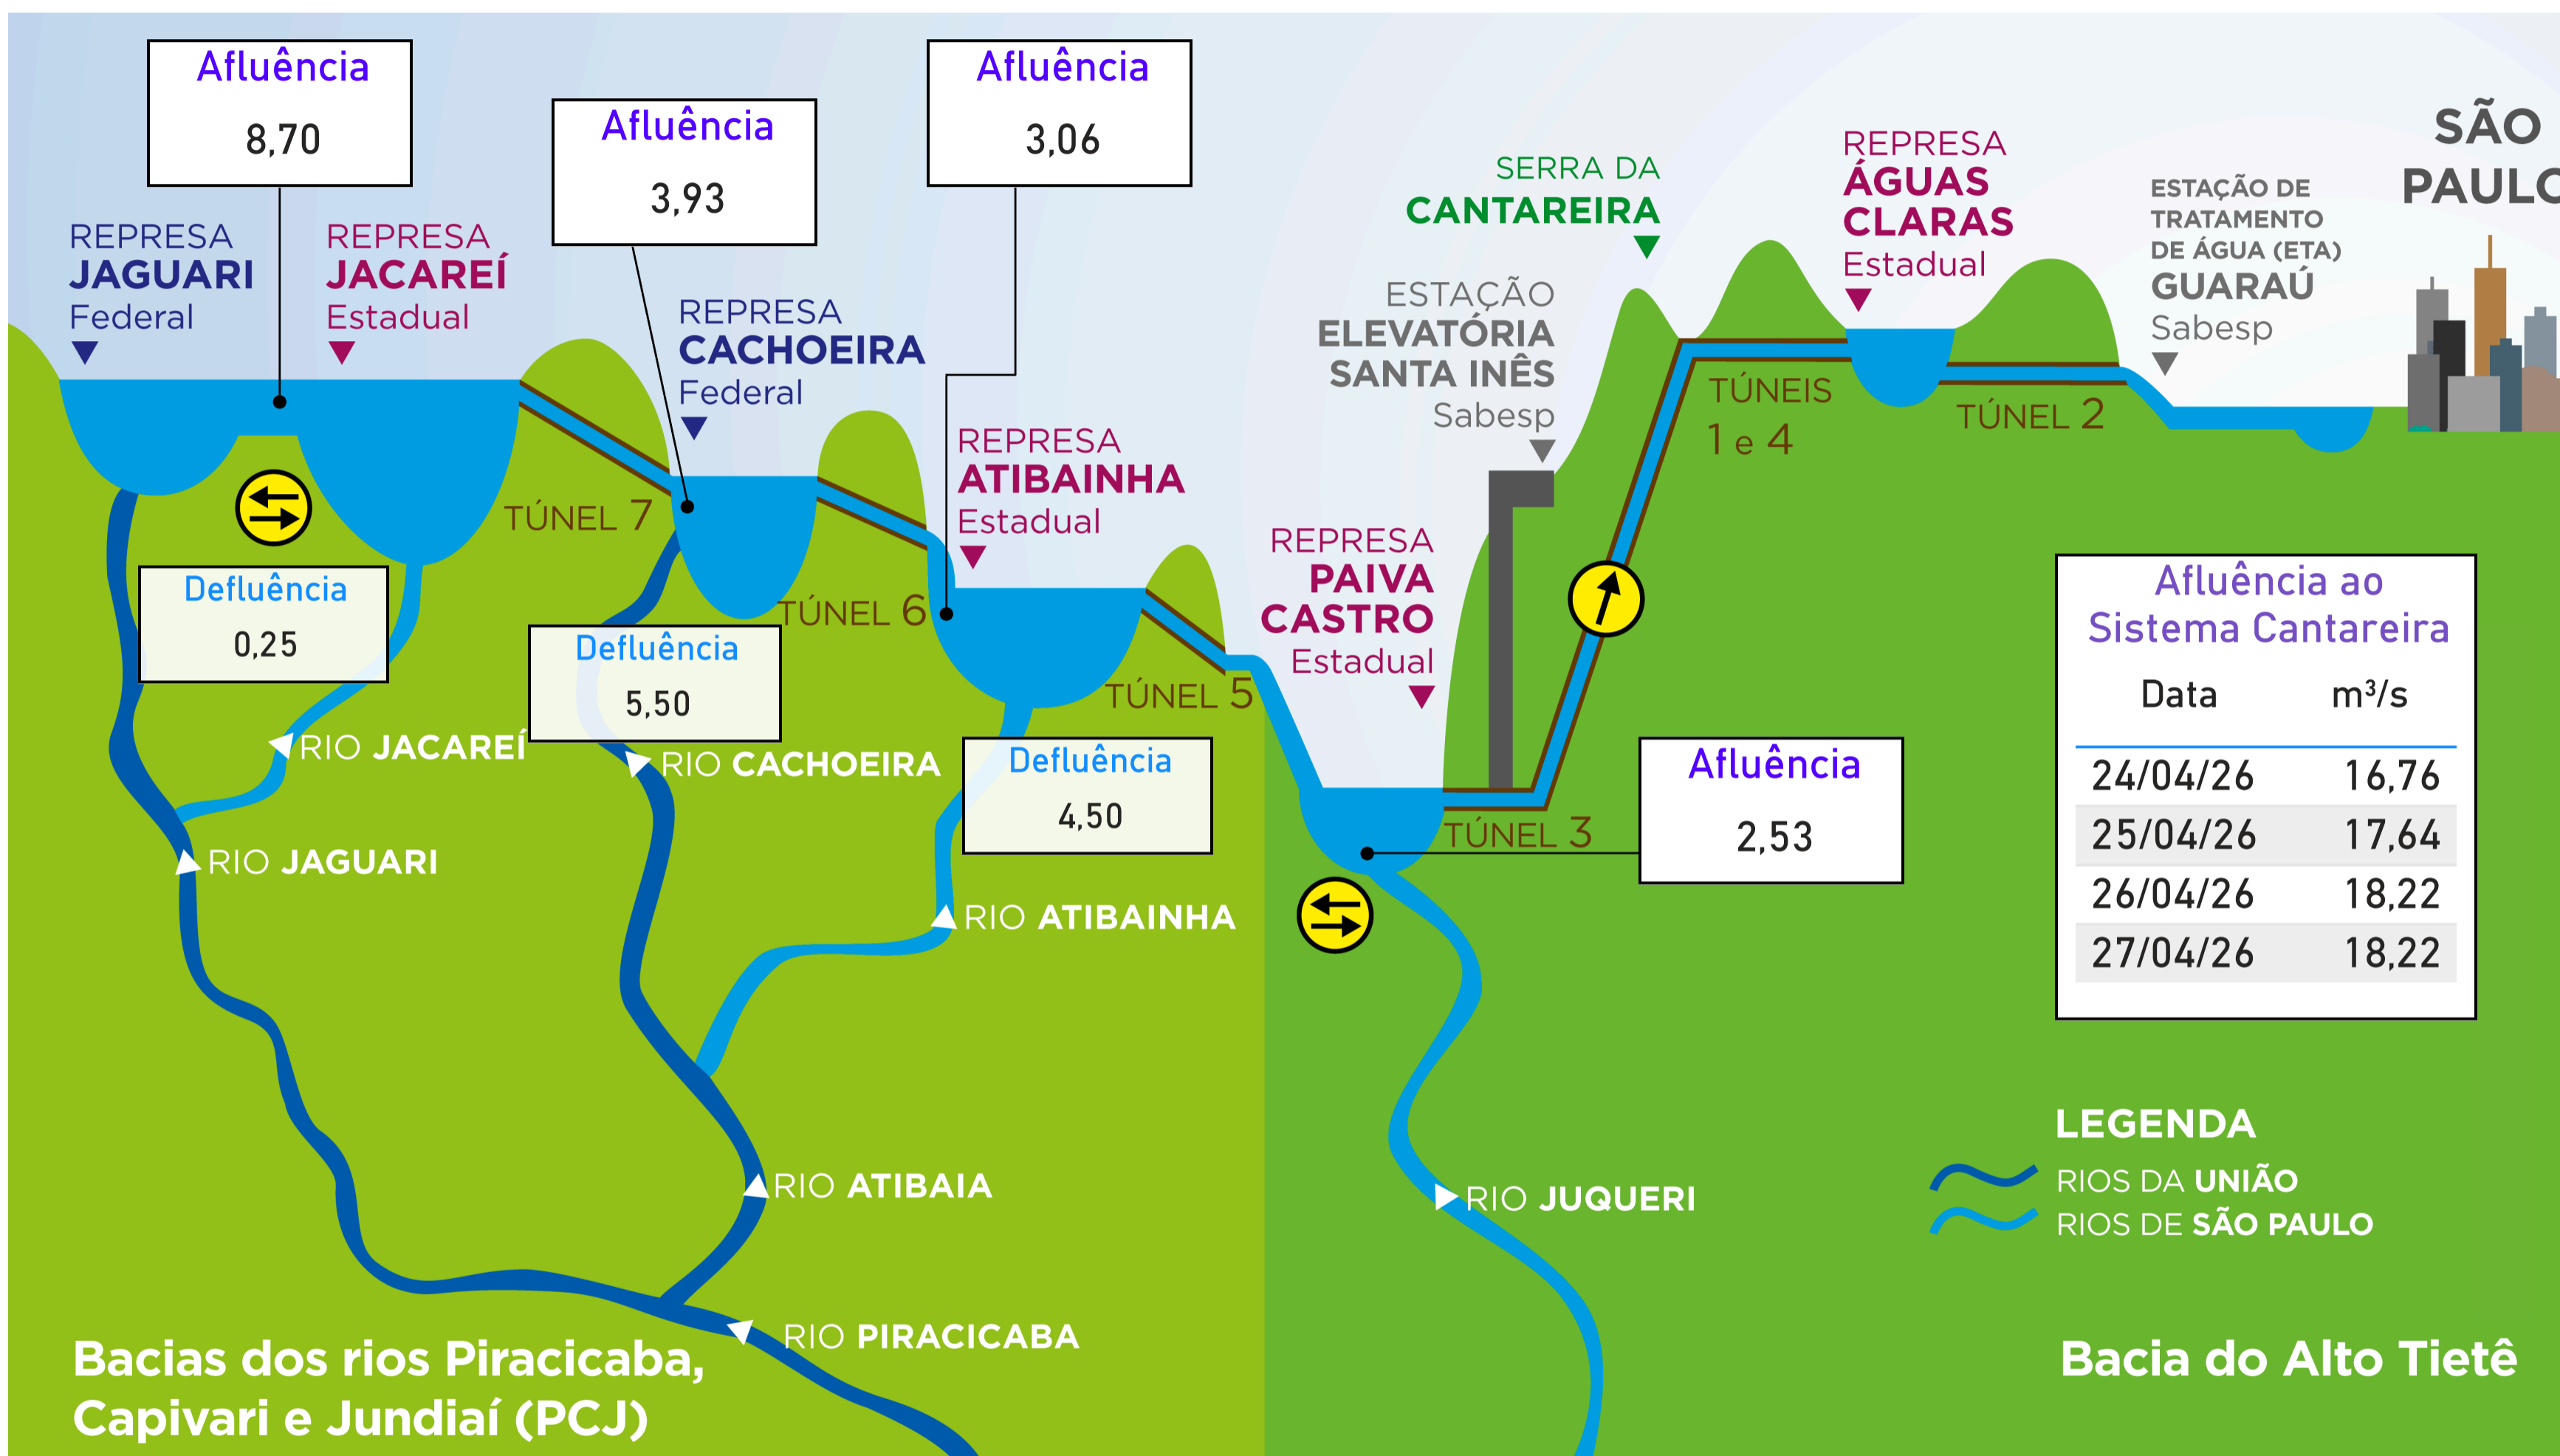 Afluência
8,70
Afluência
3,93
Afluência
3,06
REPRESA
JAGUARI
Federal
REPRESA
JACAREÍ
Estadual
REPRESA
CACHOEIRA
Federal
REPRESA
ATIBAINHA
Estadual
SERRA DA
CANTAREIRA
ESTAÇÃO
ELEVATÓRIA
SANTA INÊS
Sabesp
REPRESA
ÁGUAS
CLARAS
Estadual
ESTAÇÃO DE
TRATAMENTO
DE ÁGUA (ETA)
GUARAÚ
Sabesp
SÃO
PAULO
TÚNEL 7
TÚNEL 6
TÚNEL 5
TÚNEIS
1 e 4
TÚNEL 2
REPRESA
PAIVA
CASTRO
Estadual
TÚNEL 3
Defluência
0,25
Defluência
5,50
Defluência
4,50
Afluência
2,53
RIO JACAREÍ
RIO CACHOEIRA
RIO JAGUARI
RIO ATIBAINHA
RIO ATIBAIA
RIO JUQUERI
RIO PIRACICABA
Afluência ao
Sistema Cantareira
Data m³/s
24/04/26 16,76
25/04/26 17,64
26/04/26 18,22
27/04/26 18,22
LEGENDA
RIOS DA UNIÃO
RIOS DE SÃO PAULO
Bacias dos rios Piracicaba,
Capivari e Jundiaí (PCJ)
Bacia do Alto Tietê